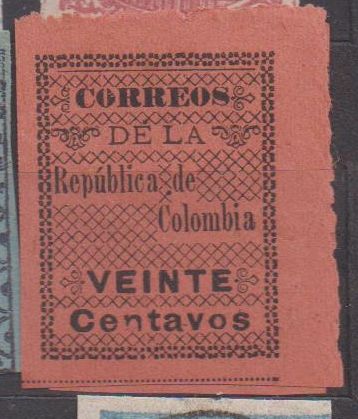 CORREOS
DE LA
República de
Colombia
VEINTE
Centavos